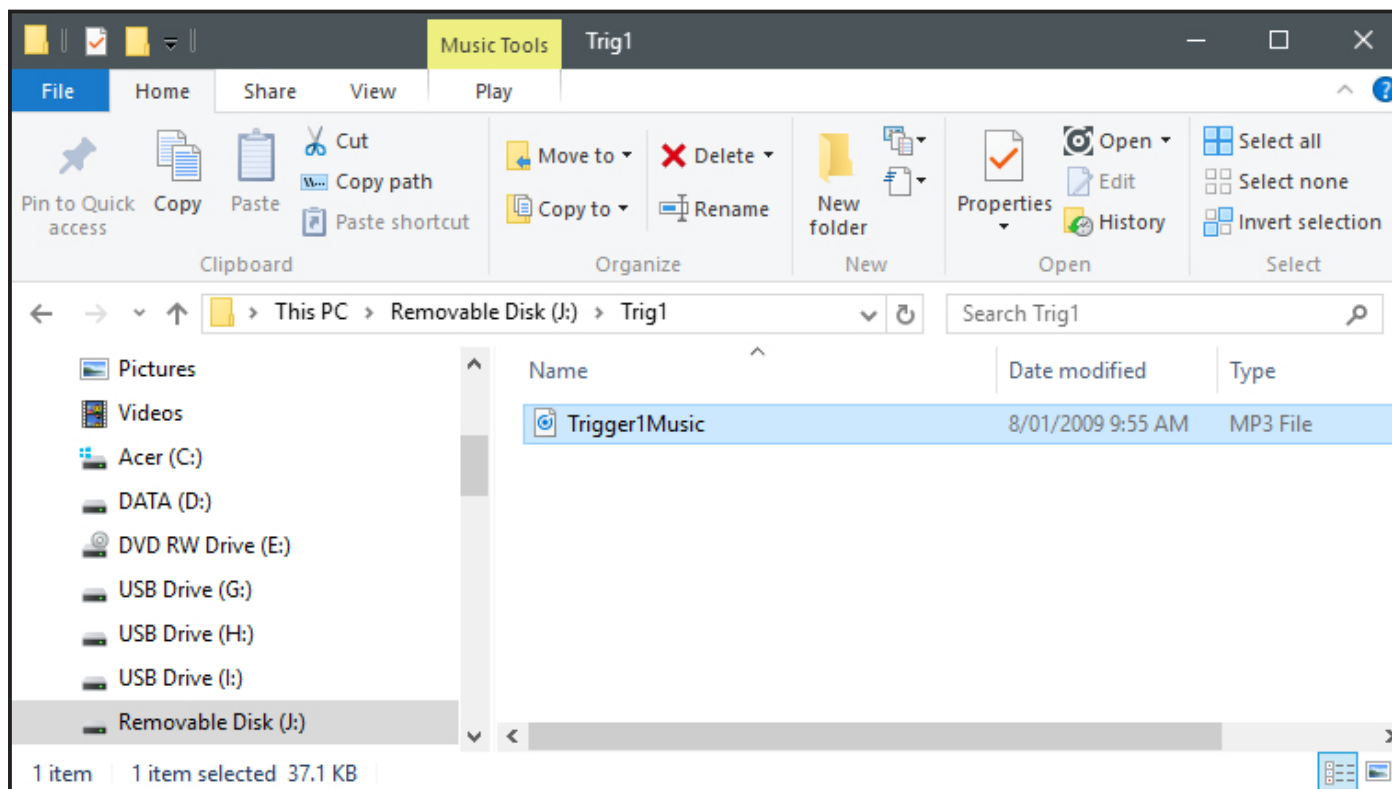 Music Tools Trig1
File Home Share View Play
Pin to Quick access
Copy
Paste
Cut
Copy path
Paste shortcut
Clipboard
Move to
Copy to
Delete
Rename
Organize
New folder
New
Properties
Open
Edit
History
Open
Select all
Select none
Invert selection
Select
This PC > Removable Disk (J:) > Trig1
Search Trig1
Pictures
Videos
Acer (C:)
DATA (D:)
DVD RW Drive (E:)
USB Drive (G:)
USB Drive (H:)
USB Drive (I:)
Removable Disk (J:)
Name Date modified Type
Trigger1Music 8/01/2009 9:55 AM MP3 File
1 item 1 item selected 37.1 KB